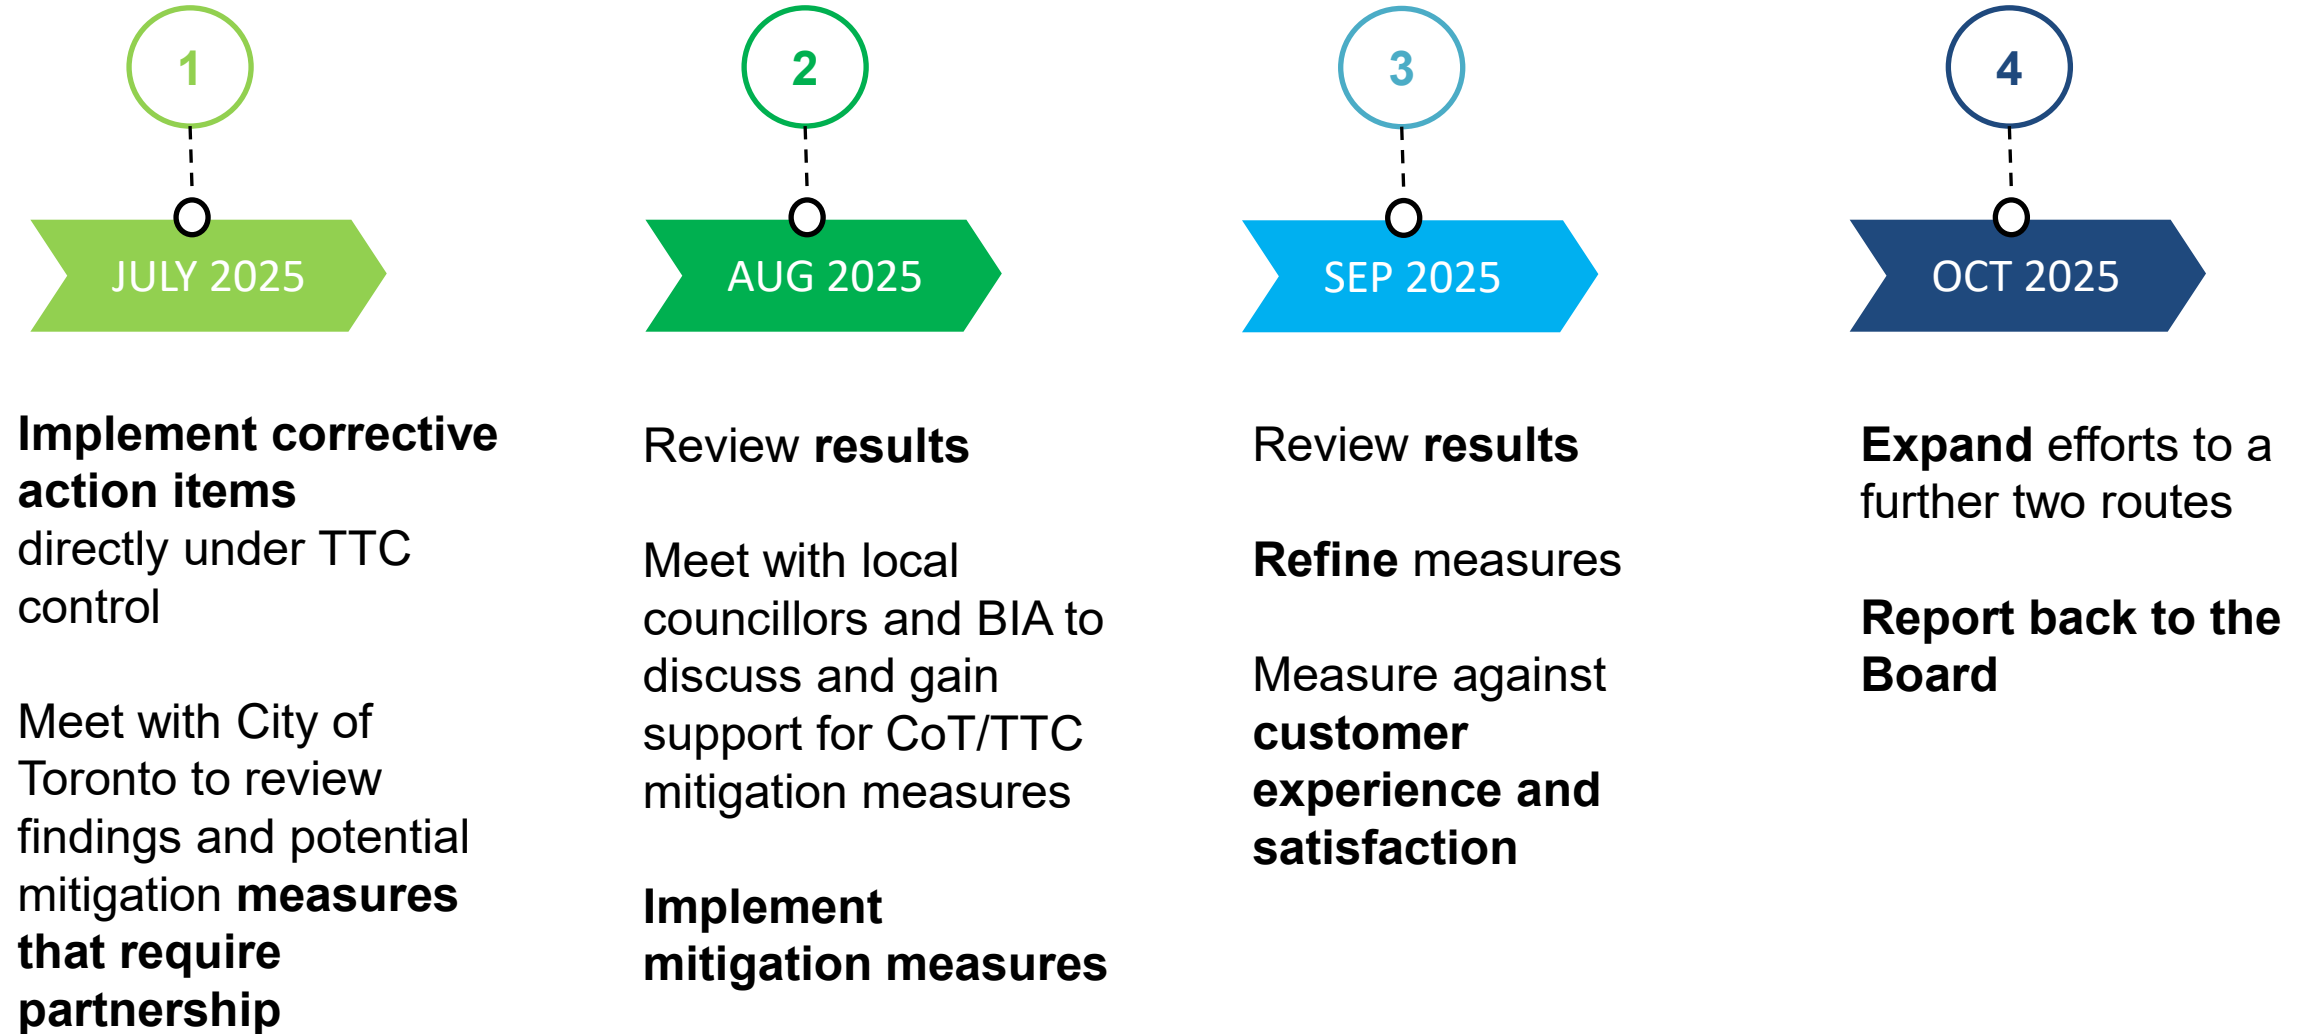 1
JULY 2025
Implement corrective
action items
directly under TTC
control
Meet with City of
Toronto to review
findings and potential
mitigation measures
that require
partnership
2
AUG 2025
Review results
Meet with local
councillors and BIA to
discuss and gain
support for CoT/TTC
mitigation measures
Implement
mitigation measures
3
SEP 2025
Review results
Refine measures
Measure against
customer
experience and
satisfaction
4
OCT 2025
Expand efforts to a
further two routes
Report back to the
Board